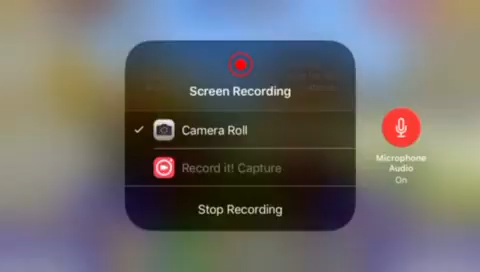 Screen Recording
Camera Roll
Record it! Capture
Stop Recording
Microphone
Audio
On